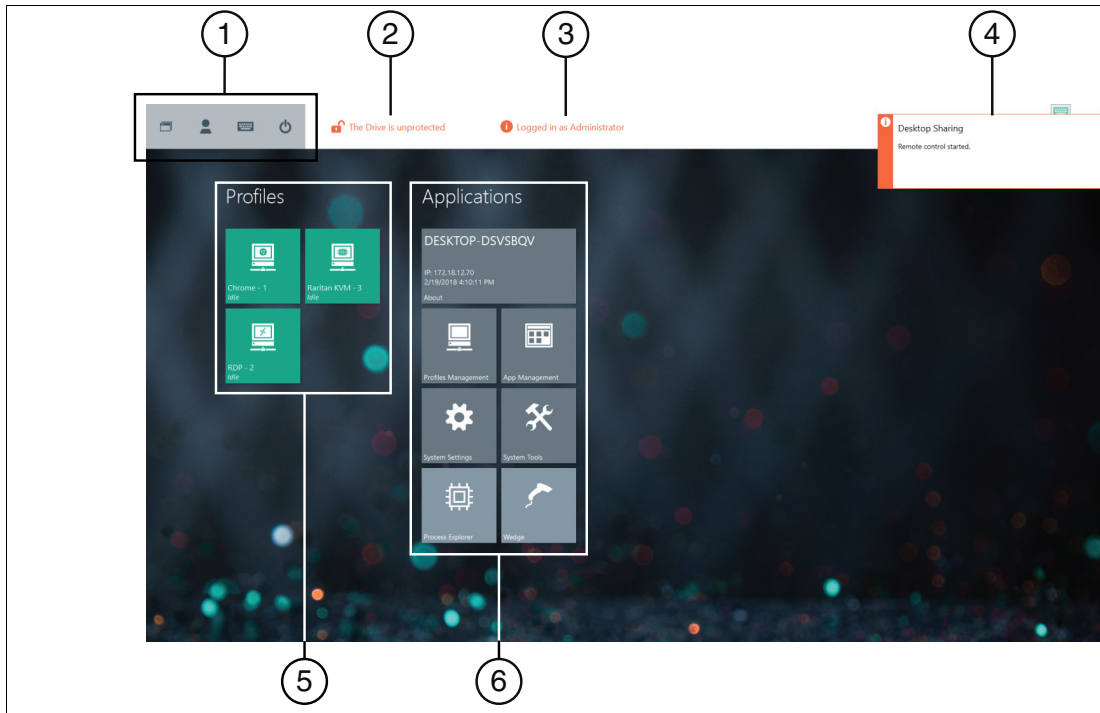 1
2
3
4
The Drive is unprotected
Logged in as Administrator
Desktop Sharing
Remote control started.
Profiles
Chrome - 1
Idle
Raritan KVM - 3
Idle
RDP - 2
Idle
Applications
DESKTOP-DSVSBQV
IP: 172.18.12.70
2/19/2018 4:10:11 PM
About
Profiles Management
App Management
System Settings
System Tools
Process Explorer
Wedge
5
6